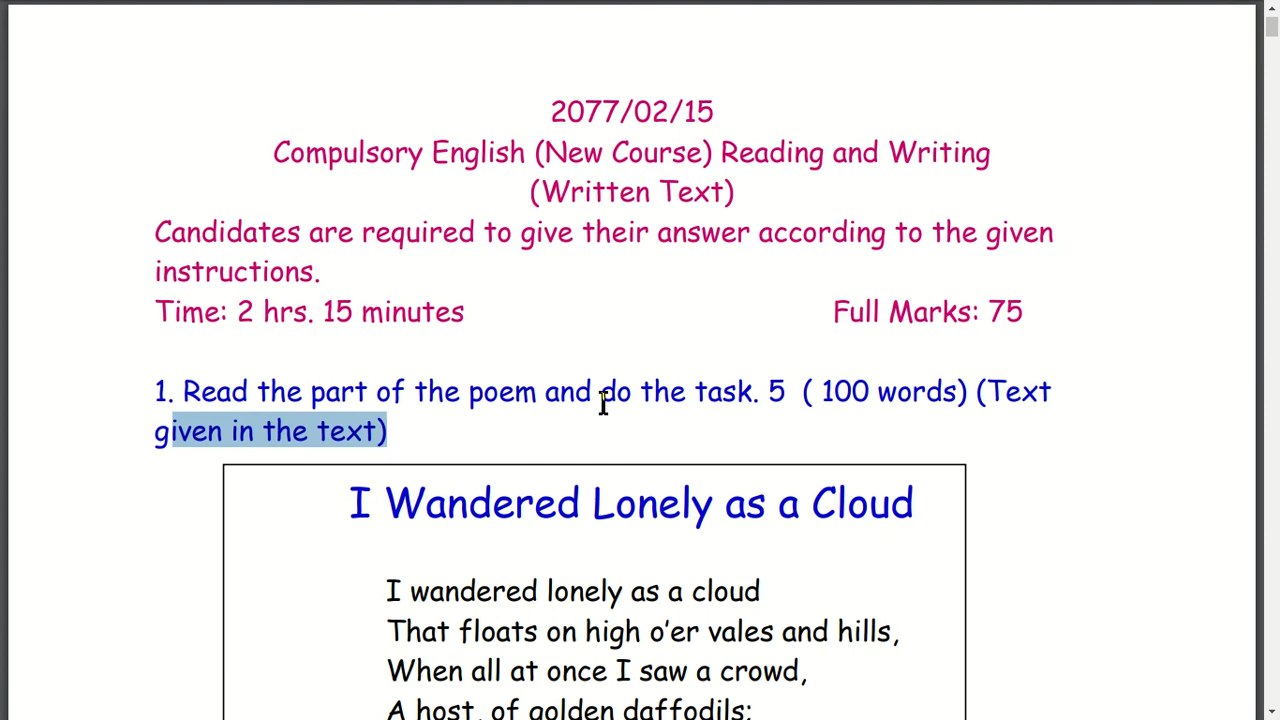 2077/02/15
Compulsory English (New Course) Reading and Writing
(Written Text)
Candidates are required to give their answer according to the given
instructions.
Time: 2 hrs. 15 minutes Full Marks: 75
1. Read the part of the poem and do the task. 5 ( 100 words) (Text
given in the text)
I Wandered Lonely as a Cloud
I wandered lonely as a cloud
That floats on high o'er vales and hills,
When all at once I saw a crowd,
A host, of golden daffodils;